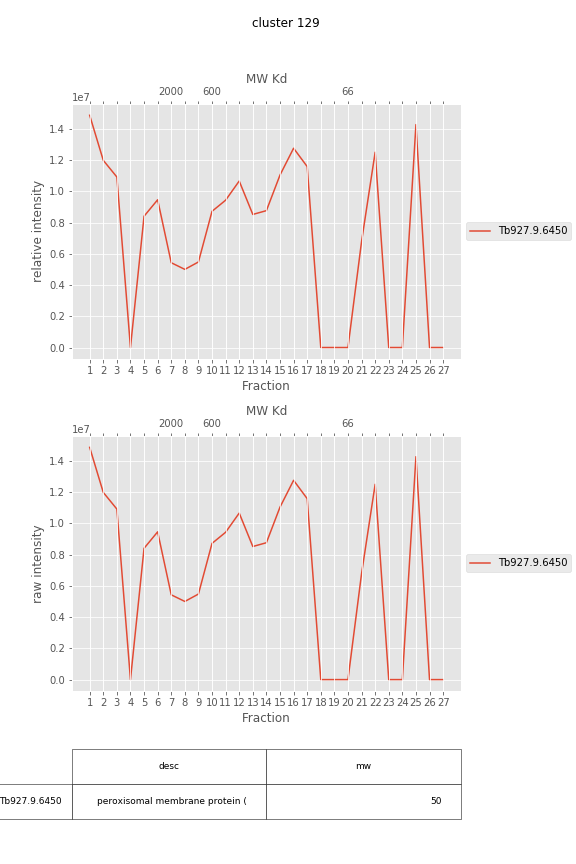 cluster 129
MW Kd
2000 600 66
1e7
1.4
1.2
1.0
0.8
0.6
0.4
0.2
0.0
relative intensity
1 2 3 4 5 6 7 8 9 10 11 12 13 14 15 16 17 18 19 20 21 22 23 24 25 26 27
Fraction
Tb927.9.6450
MW Kd
2000 600 66
1e7
1.4
1.2
1.0
0.8
0.6
0.4
0.2
0.0
raw intensity
1 2 3 4 5 6 7 8 9 10 11 12 13 14 15 16 17 18 19 20 21 22 23 24 25 26 27
Fraction
Tb927.9.6450
desc mw
Tb927.9.6450 peroxisomal membrane protein ( 50